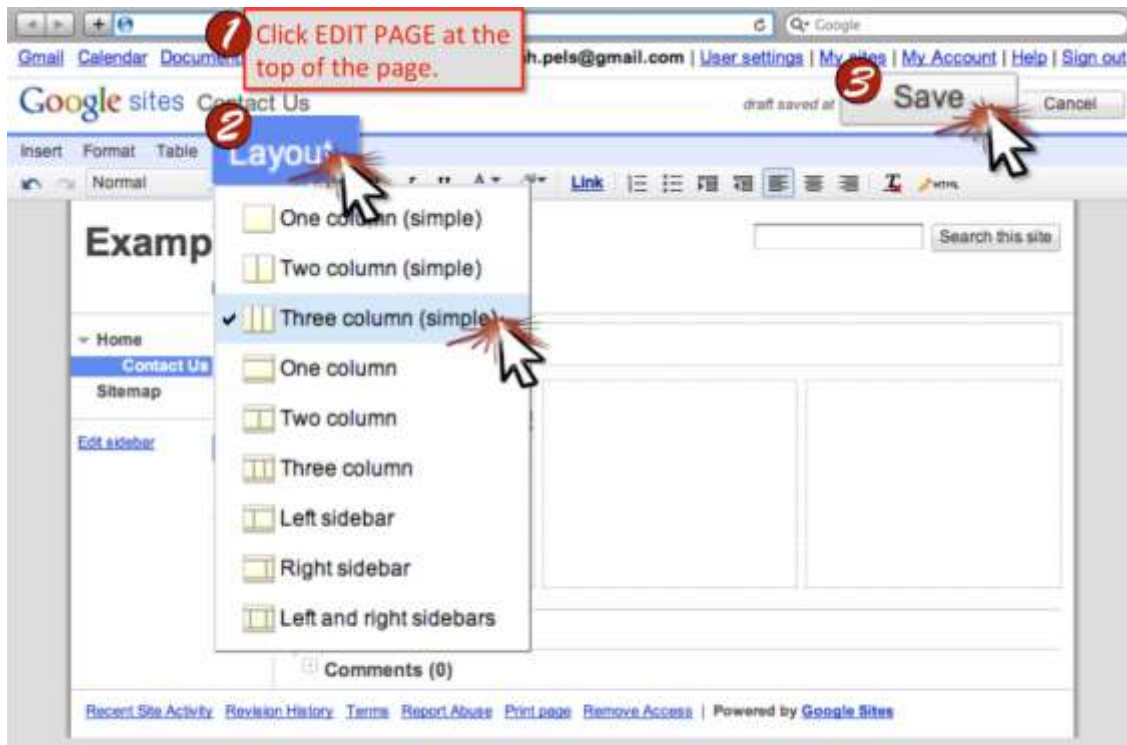 Google
1 Click EDIT PAGE at the
top of the page.
Gmail Calendar h.pels@gmail.com | User settings | My sites | My Account | Help | Sign out
Google sites Contact Us draft saved at 3 Save Cancel
2
Insert Format Table Layout
Normal Link HTML
Examp Search this site
One column (simple)
Two column (simple)
Three column (simple)
Home
One column
Contact Us
Sitemap
Two column
Edit sidebar
Three column
Left sidebar
Right sidebar
Left and right sidebars
Comments (0)
Recent Site Activity Revision History Terms Report Abuse Print page Remove Access | Powered by Google Sites